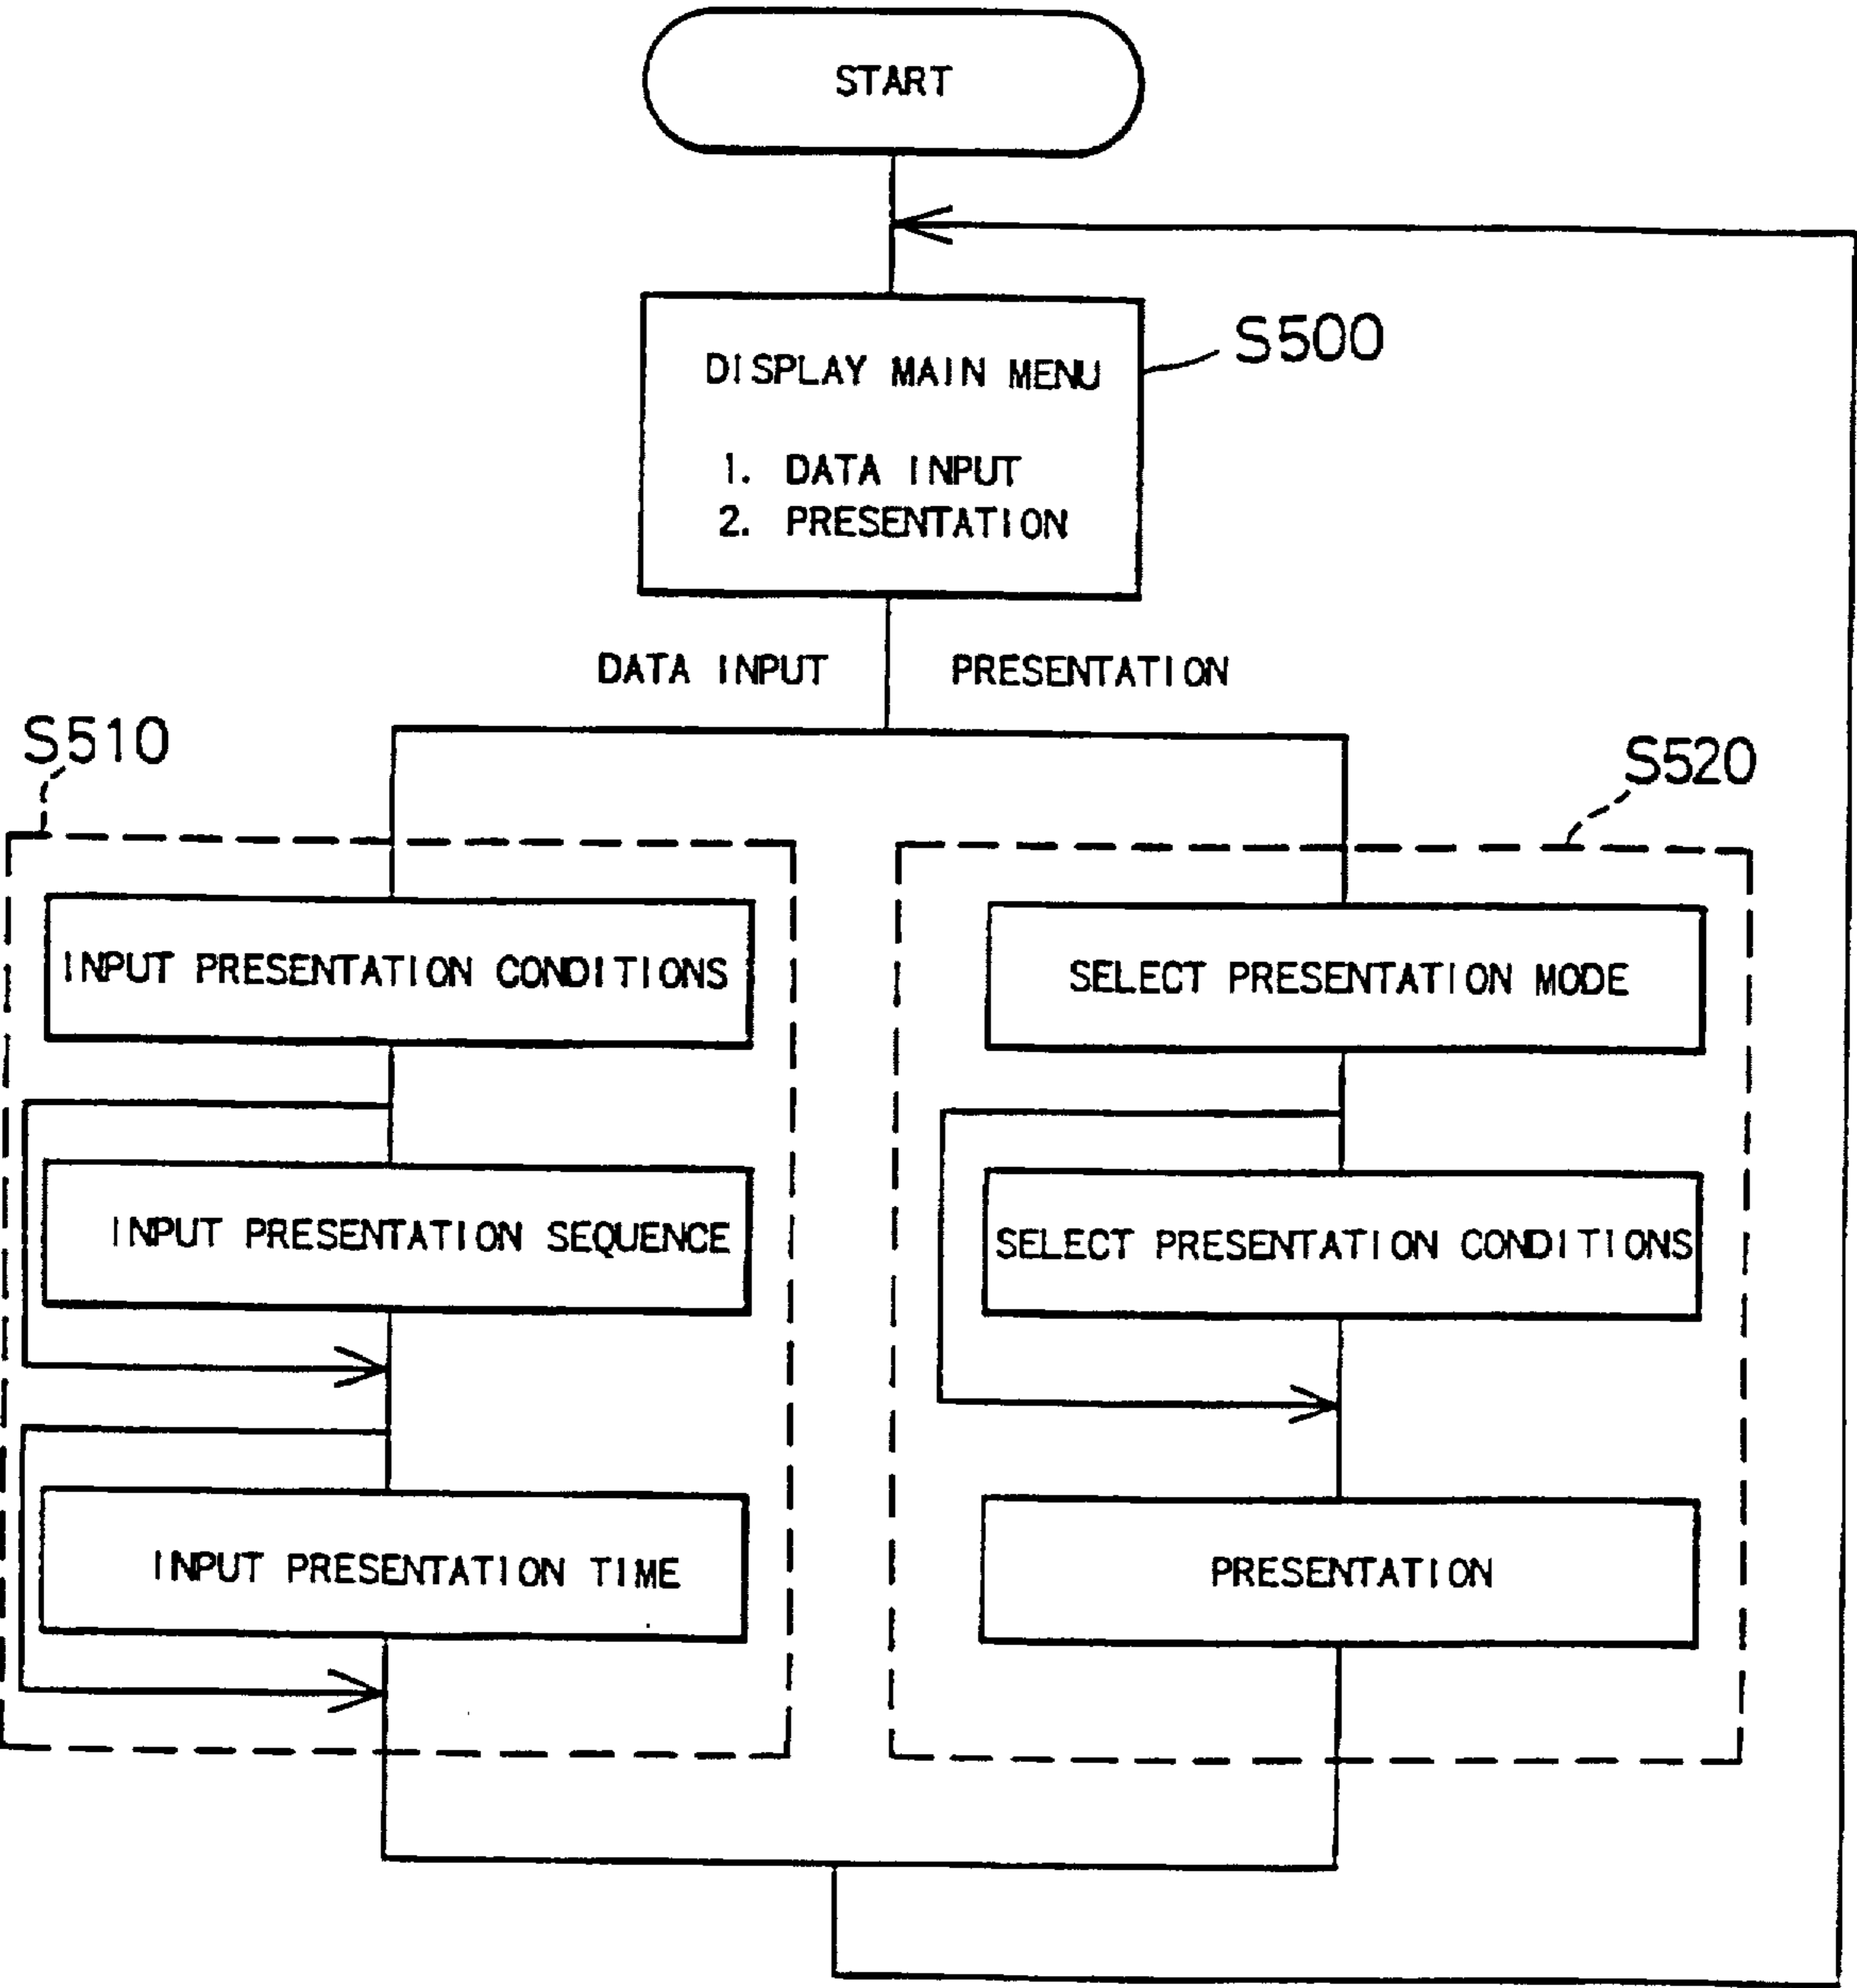 START
S500
DISPLAY MAIN MENU
1. DATA INPUT
2. PRESENTATION
DATA INPUT
PRESENTATION
S510
S520
INPUT PRESENTATION CONDITIONS
SELECT PRESENTATION MODE
INPUT PRESENTATION SEQUENCE
SELECT PRESENTATION CONDITIONS
INPUT PRESENTATION TIME
PRESENTATION